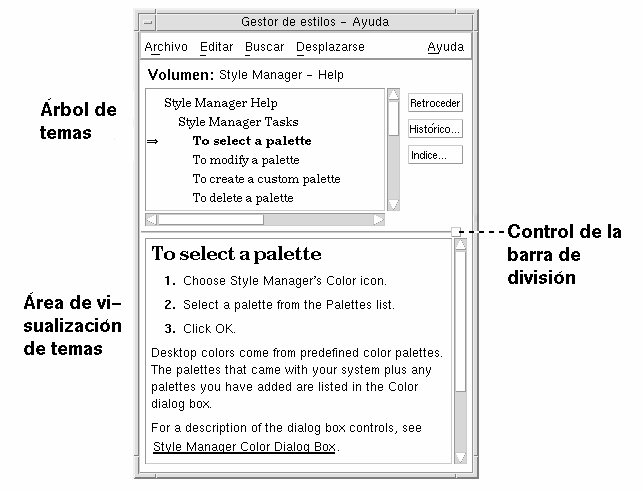 Gestor de estilos – Ayuda
Archivo Editar Buscar Desplazarse Ayuda
Volumen: Style Manager – Help
Árbol de
temas
Style Manager Help
Style Manager Tasks
⇒ To select a palette
To modify a palette
To create a custom palette
To delete a palette
Retroceder
Histórico...
Indice...
Control de la
barra de
división
Área de vi–
sualización
de temas
To select a palette
1. Choose Style Manager's Color icon.
2. Select a palette from the Palettes list.
3. Click OK.
Desktop colors come from predefined color palettes.
The palettes that came with your system plus any
palettes you have added are listed in the Color
dialog box.
For a description of the dialog box controls, see
Style Manager Color Dialog Box.